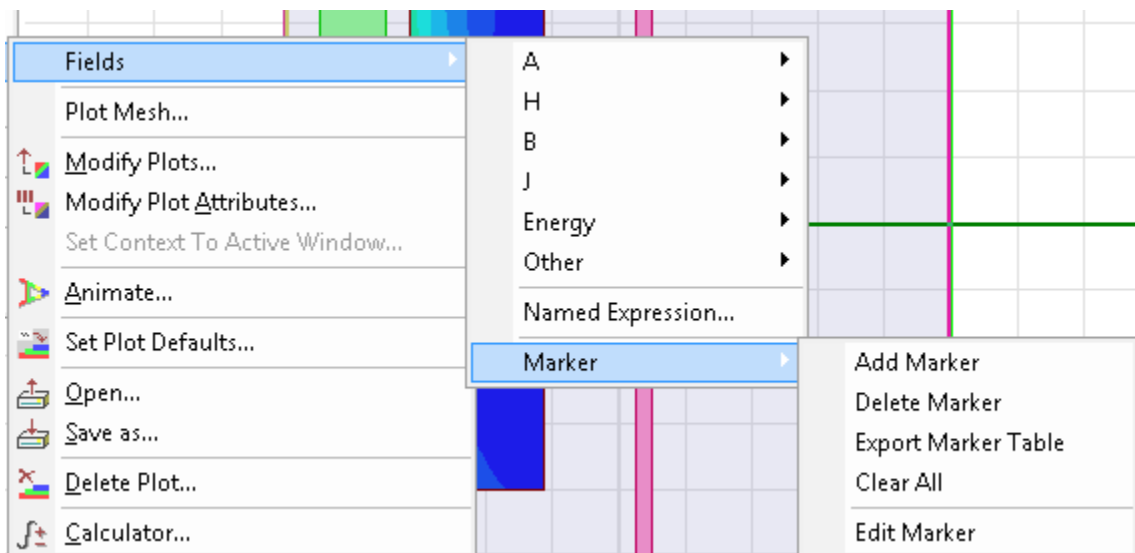 Fields
Plot Mesh...
Modify Plots...
Modify Plot Attributes...
Set Context To Active Window...
Animate...
Set Plot Defaults...
Open...
Save as...
Delete Plot...
Calculator...
A
H
B
J
Energy
Other
Named Expression...
Marker
Add Marker
Delete Marker
Export Marker Table
Clear All
Edit Marker